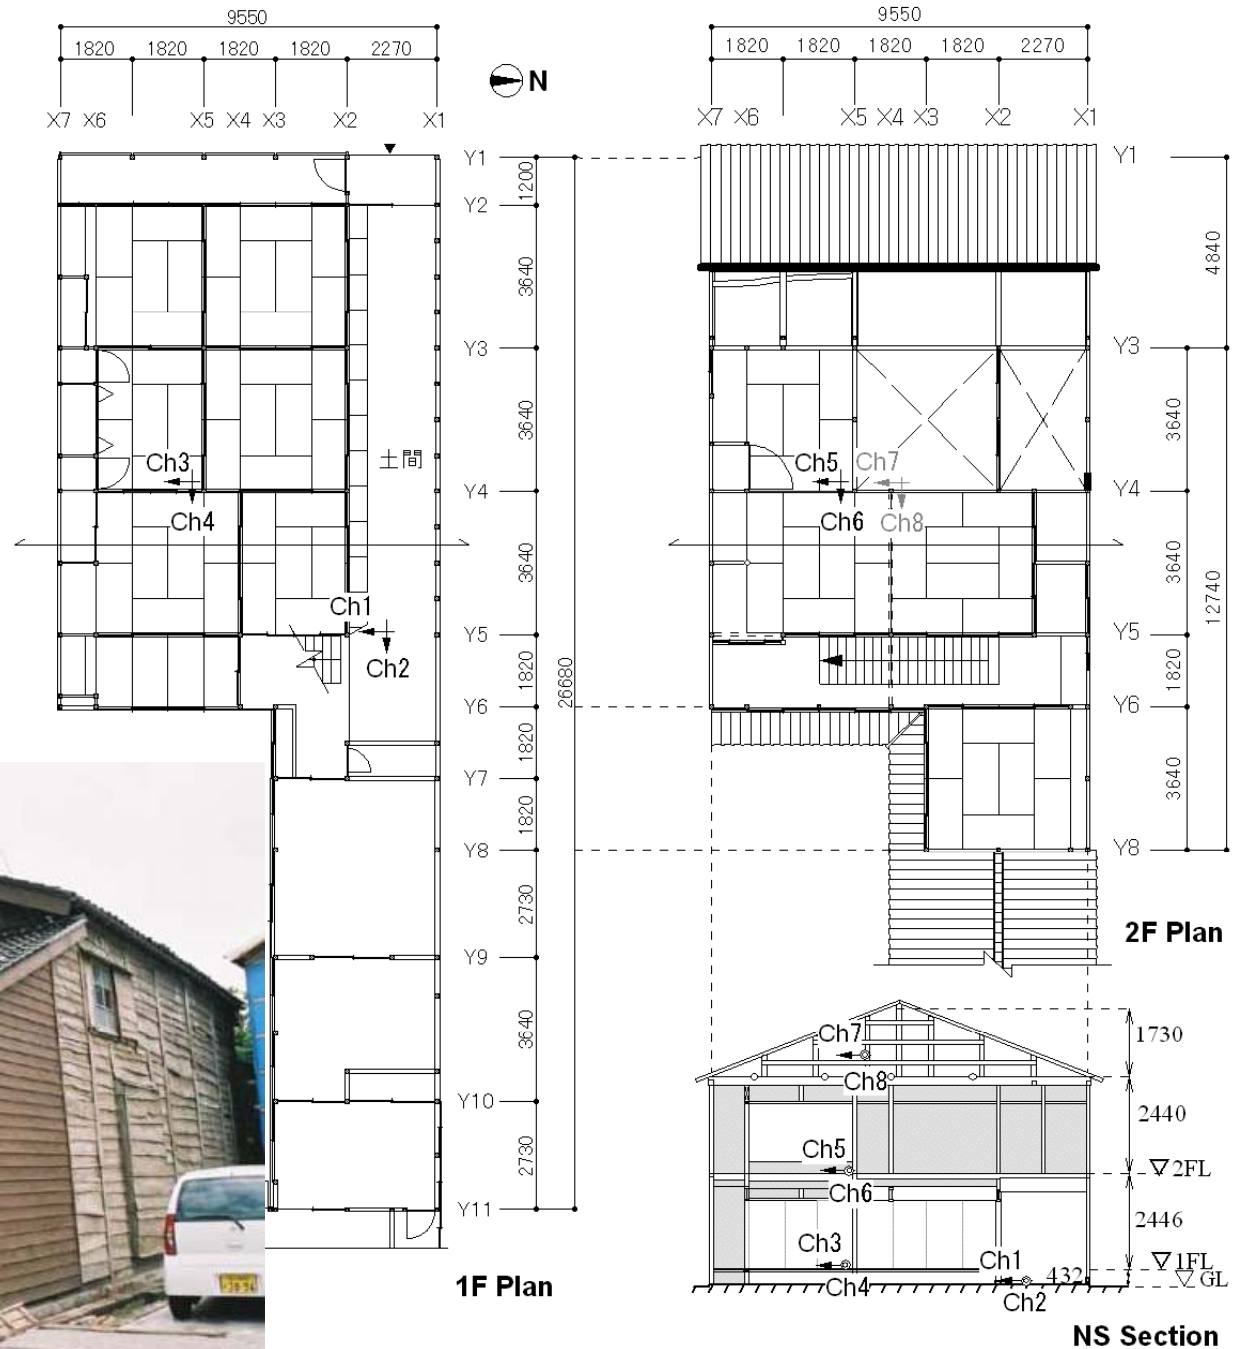 9550
1820 1820 1820 1820 2270
X7 X6 X5 X4 X3 X2 X1
N
Y1
1200
Y2
3640
Y3
3640
Y4
3640
Y5
1820
Y6
1820
Y7
1820
Y8
2730
Y9
3640
Y10
2730
Y11
26680
土間
Ch3
Ch4
Ch1
Ch2
1F Plan
9550
1820 1820 1820 1820 2270
X7 X6 X5 X4 X3 X2 X1
Y1
4840
Y3
3640
Y4
3640
Y5
1820
Y6
3640
Y8
12740
Ch5 Ch7
Ch6 Ch8
2F Plan
Ch7
Ch8
1730
2440
Ch5
Ch6
2FL
2446
Ch3
Ch4
Ch1
Ch2
432
1FL
GL
NS Section